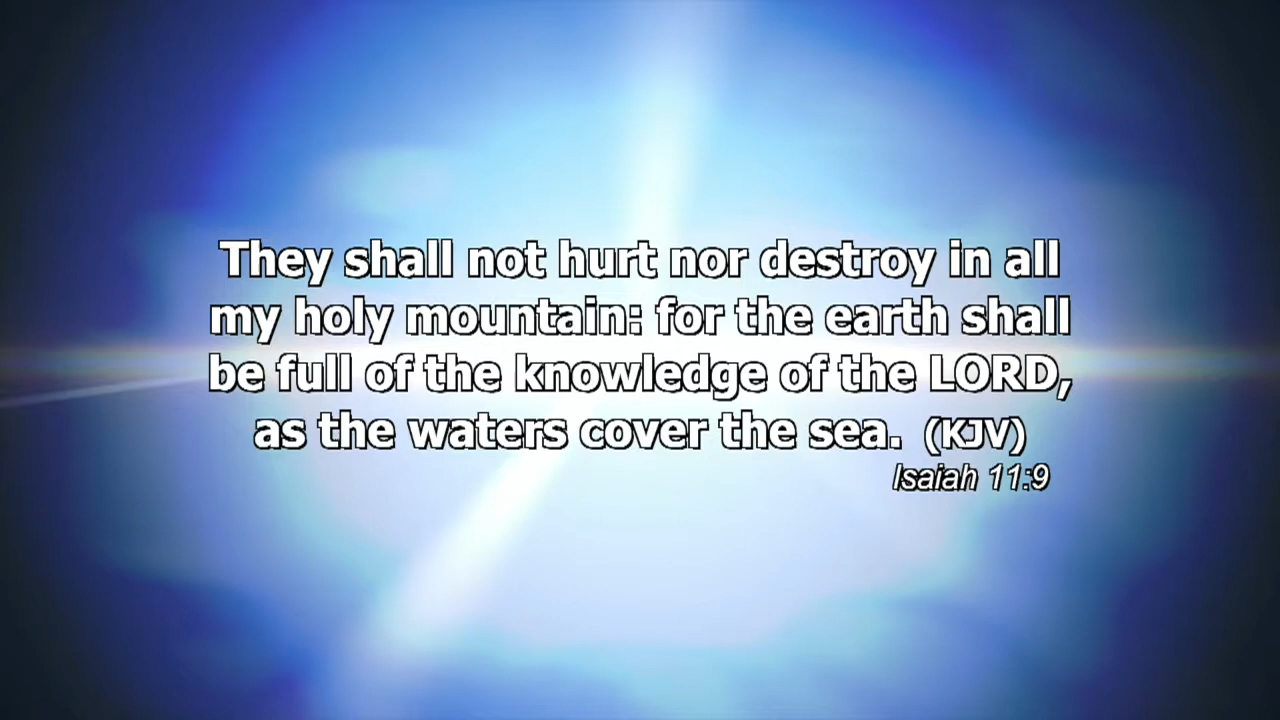 They shall not hurt nor destroy in all
my holy mountain: for the earth shall
be full of the knowledge of the LORD,
as the waters cover the sea. (KJV)
Isaiah 11:9